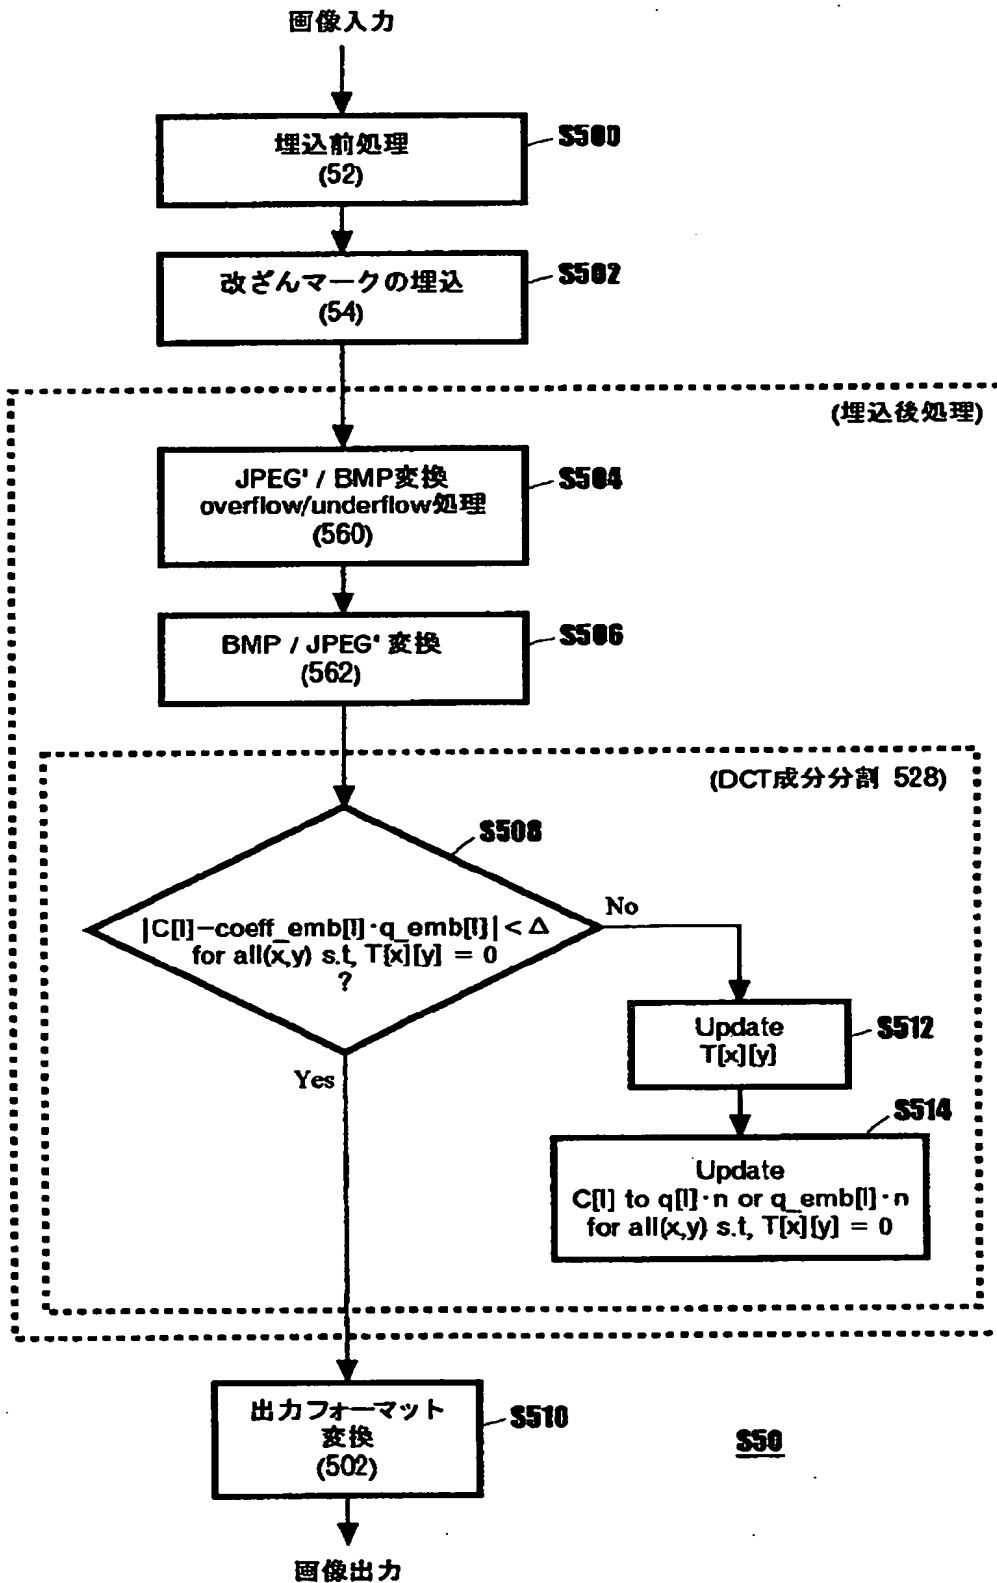 画像入力
埋込前処理
(52)
S500
改ざんマークの埋込
(54)
S502
(埋込後処理)
JPEG' / BMP変換
overflow/underflow処理
(560)
S504
BMP / JPEG' 変換
(562)
S506
(DCT成分分割 528)
S508
|C[I]-coeff_emb[I]·q_emb[I]| < Δ
for all(x,y) s.t, T[x][y] = 0
?
No
Yes
Update
T[x][y]
S512
S514
Update
C[I] to q[I]·n or q_emb[I]·n
for all(x,y) s.t, T[x][y] = 0
出力フォーマット
変換
(502)
S510
S50
画像出力